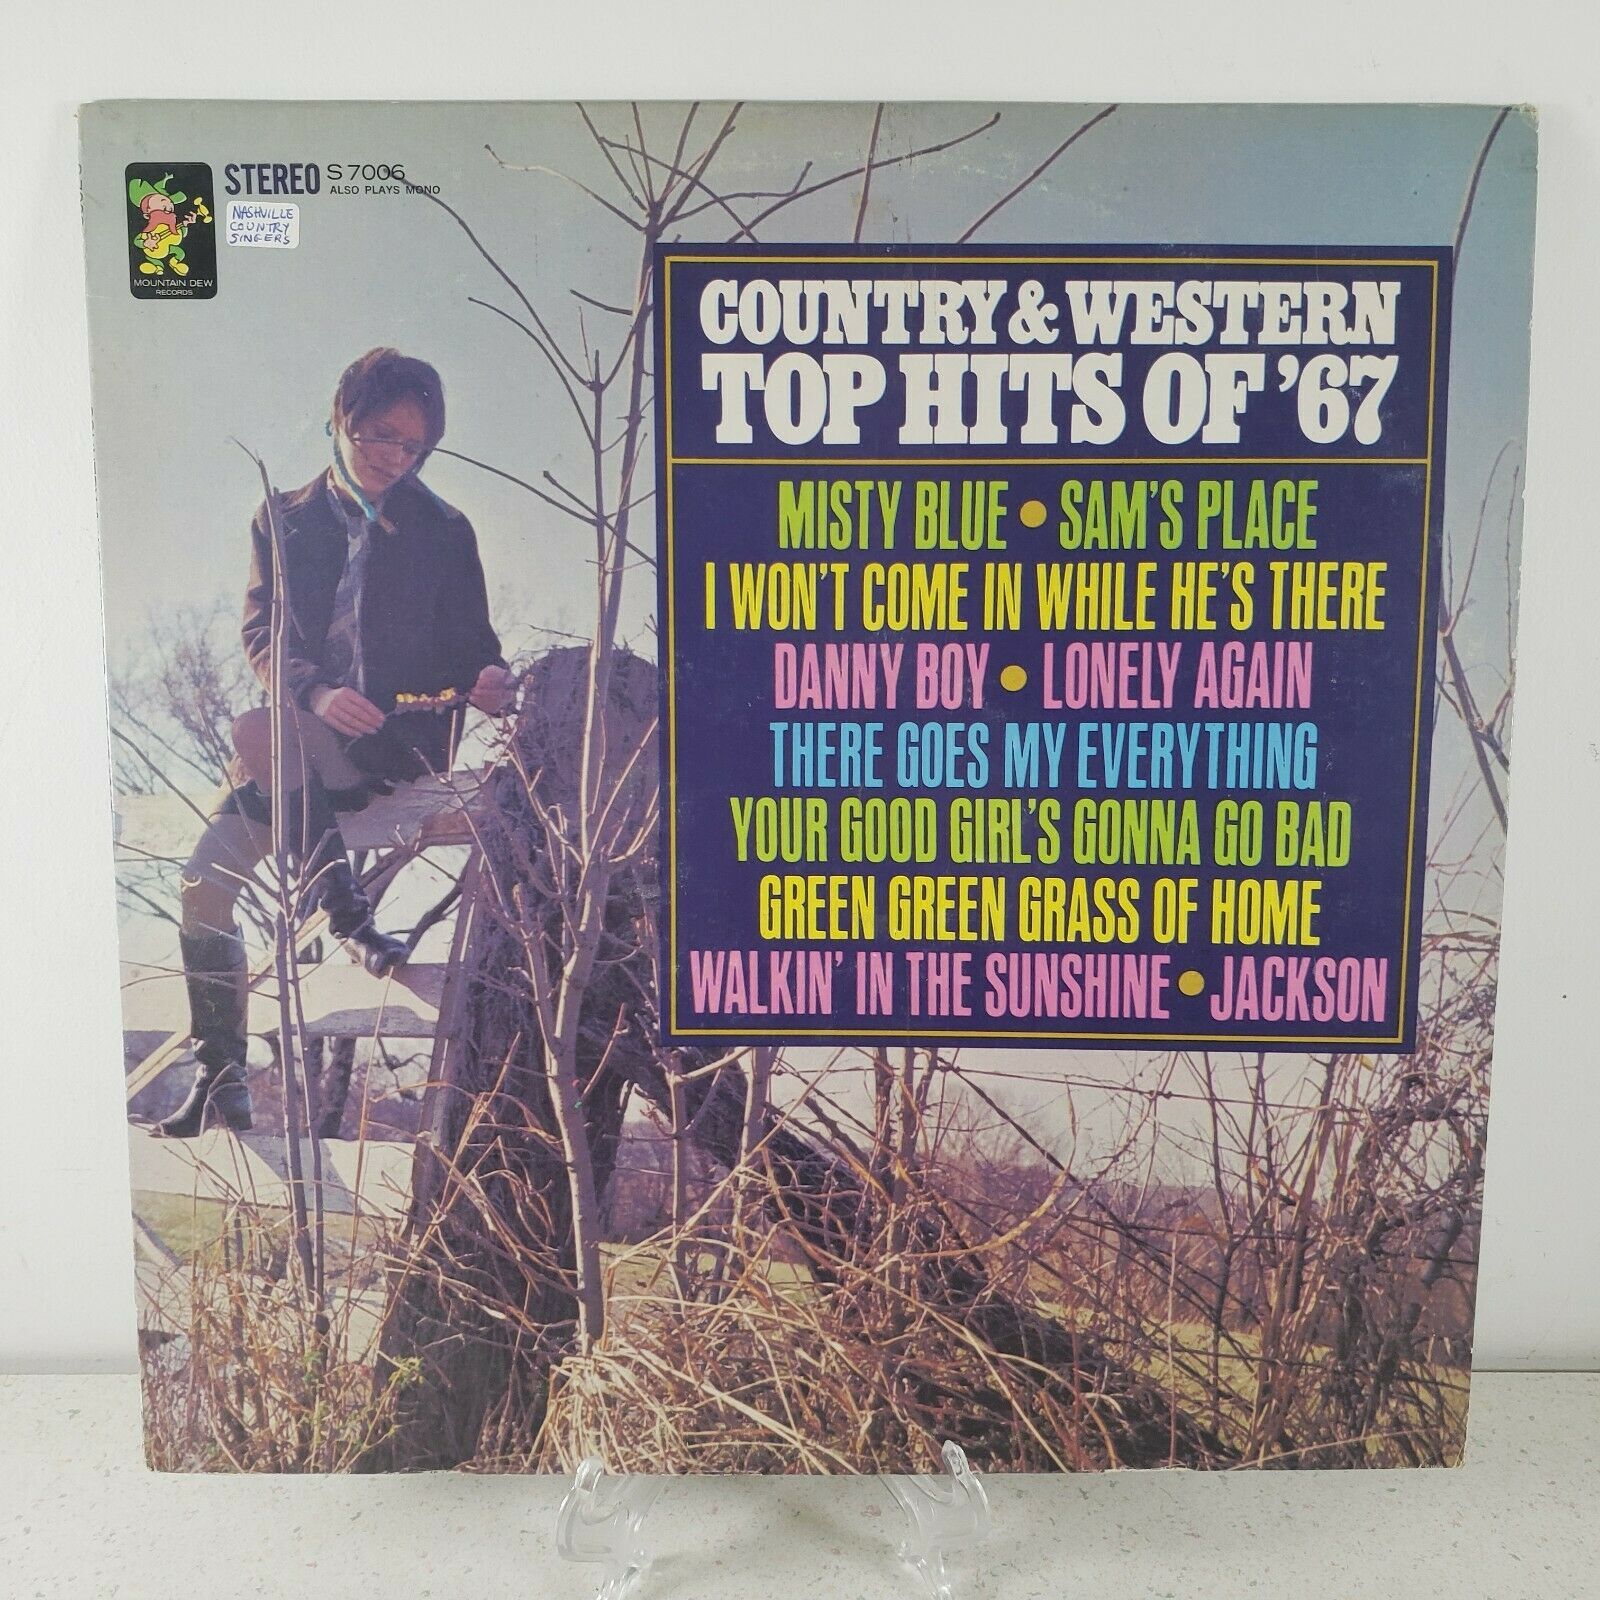 STEREO S 7006
ALSO PLAYS MONO
NASHVILLE
COUNTRY
SINGERS
MOUNTAIN DEW
RECORDS
COUNTRY & WESTERN
TOP HITS OF '67
MISTY BLUE • SAM'S PLACE
I WON'T COME IN WHILE HE'S THERE
DANNY BOY • LONELY AGAIN
THERE GOES MY EVERYTHING
YOUR GOOD GIRL'S GONNA GO BAD
GREEN GREEN GRASS OF HOME
WALKIN' IN THE SUNSHINE • JACKSON